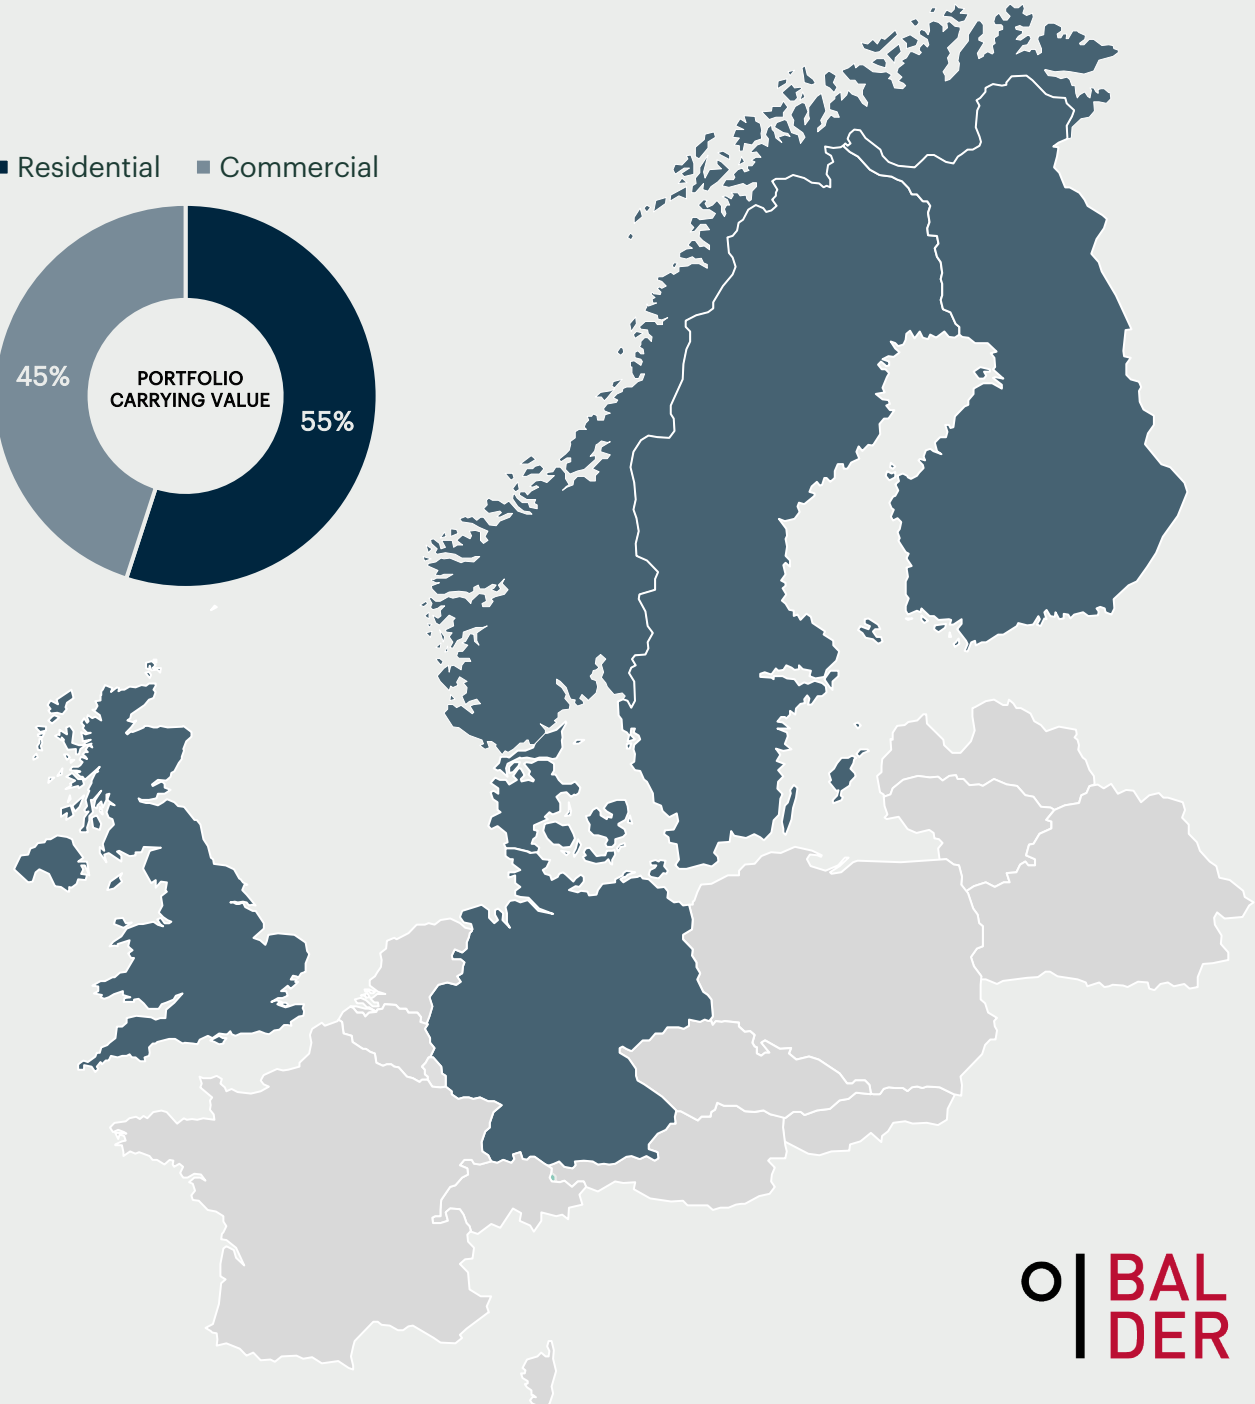 Residential
Commercial
45%
PORTFOLIO
CARRYING VALUE
55%
BAL
DER